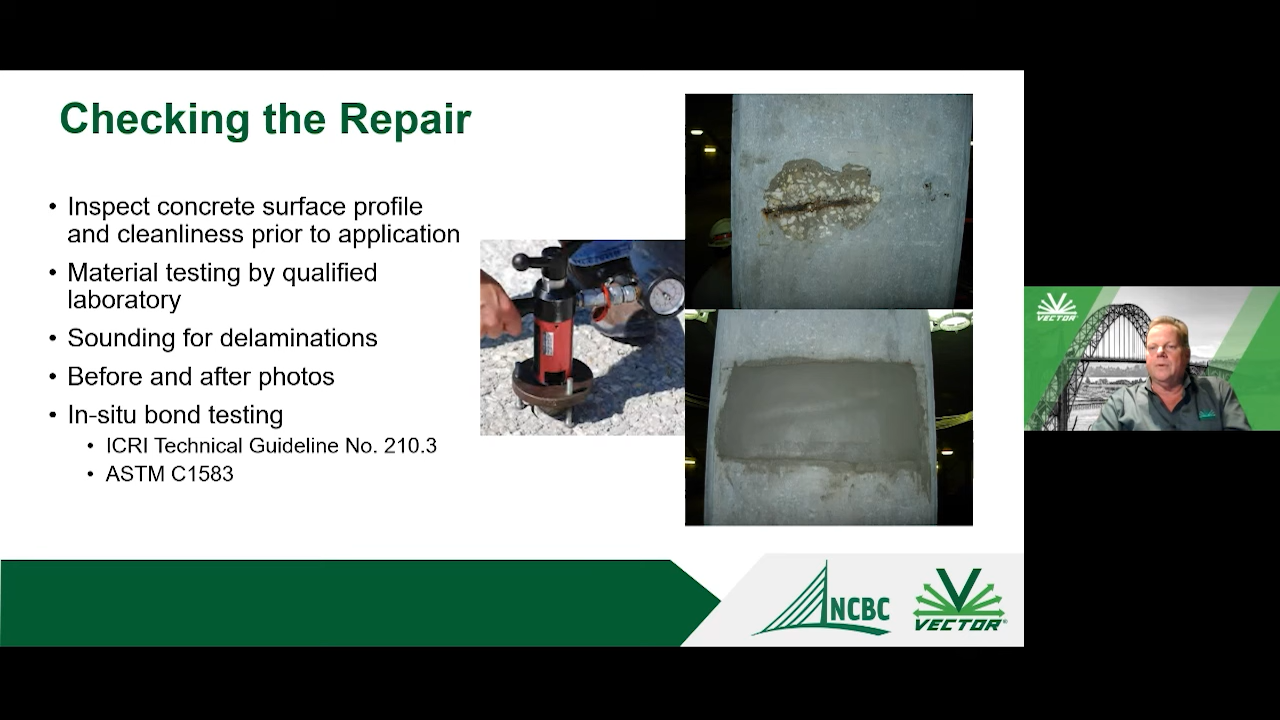 Checking the Repair
• Inspect concrete surface profile
and cleanliness prior to application
• Material testing by qualified
laboratory
• Sounding for delaminations
• Before and after photos
• In-situ bond testing
• ICRI Technical Guideline No. 210.3
• ASTM C1583
NCBC
VECTOR®
VECTOR